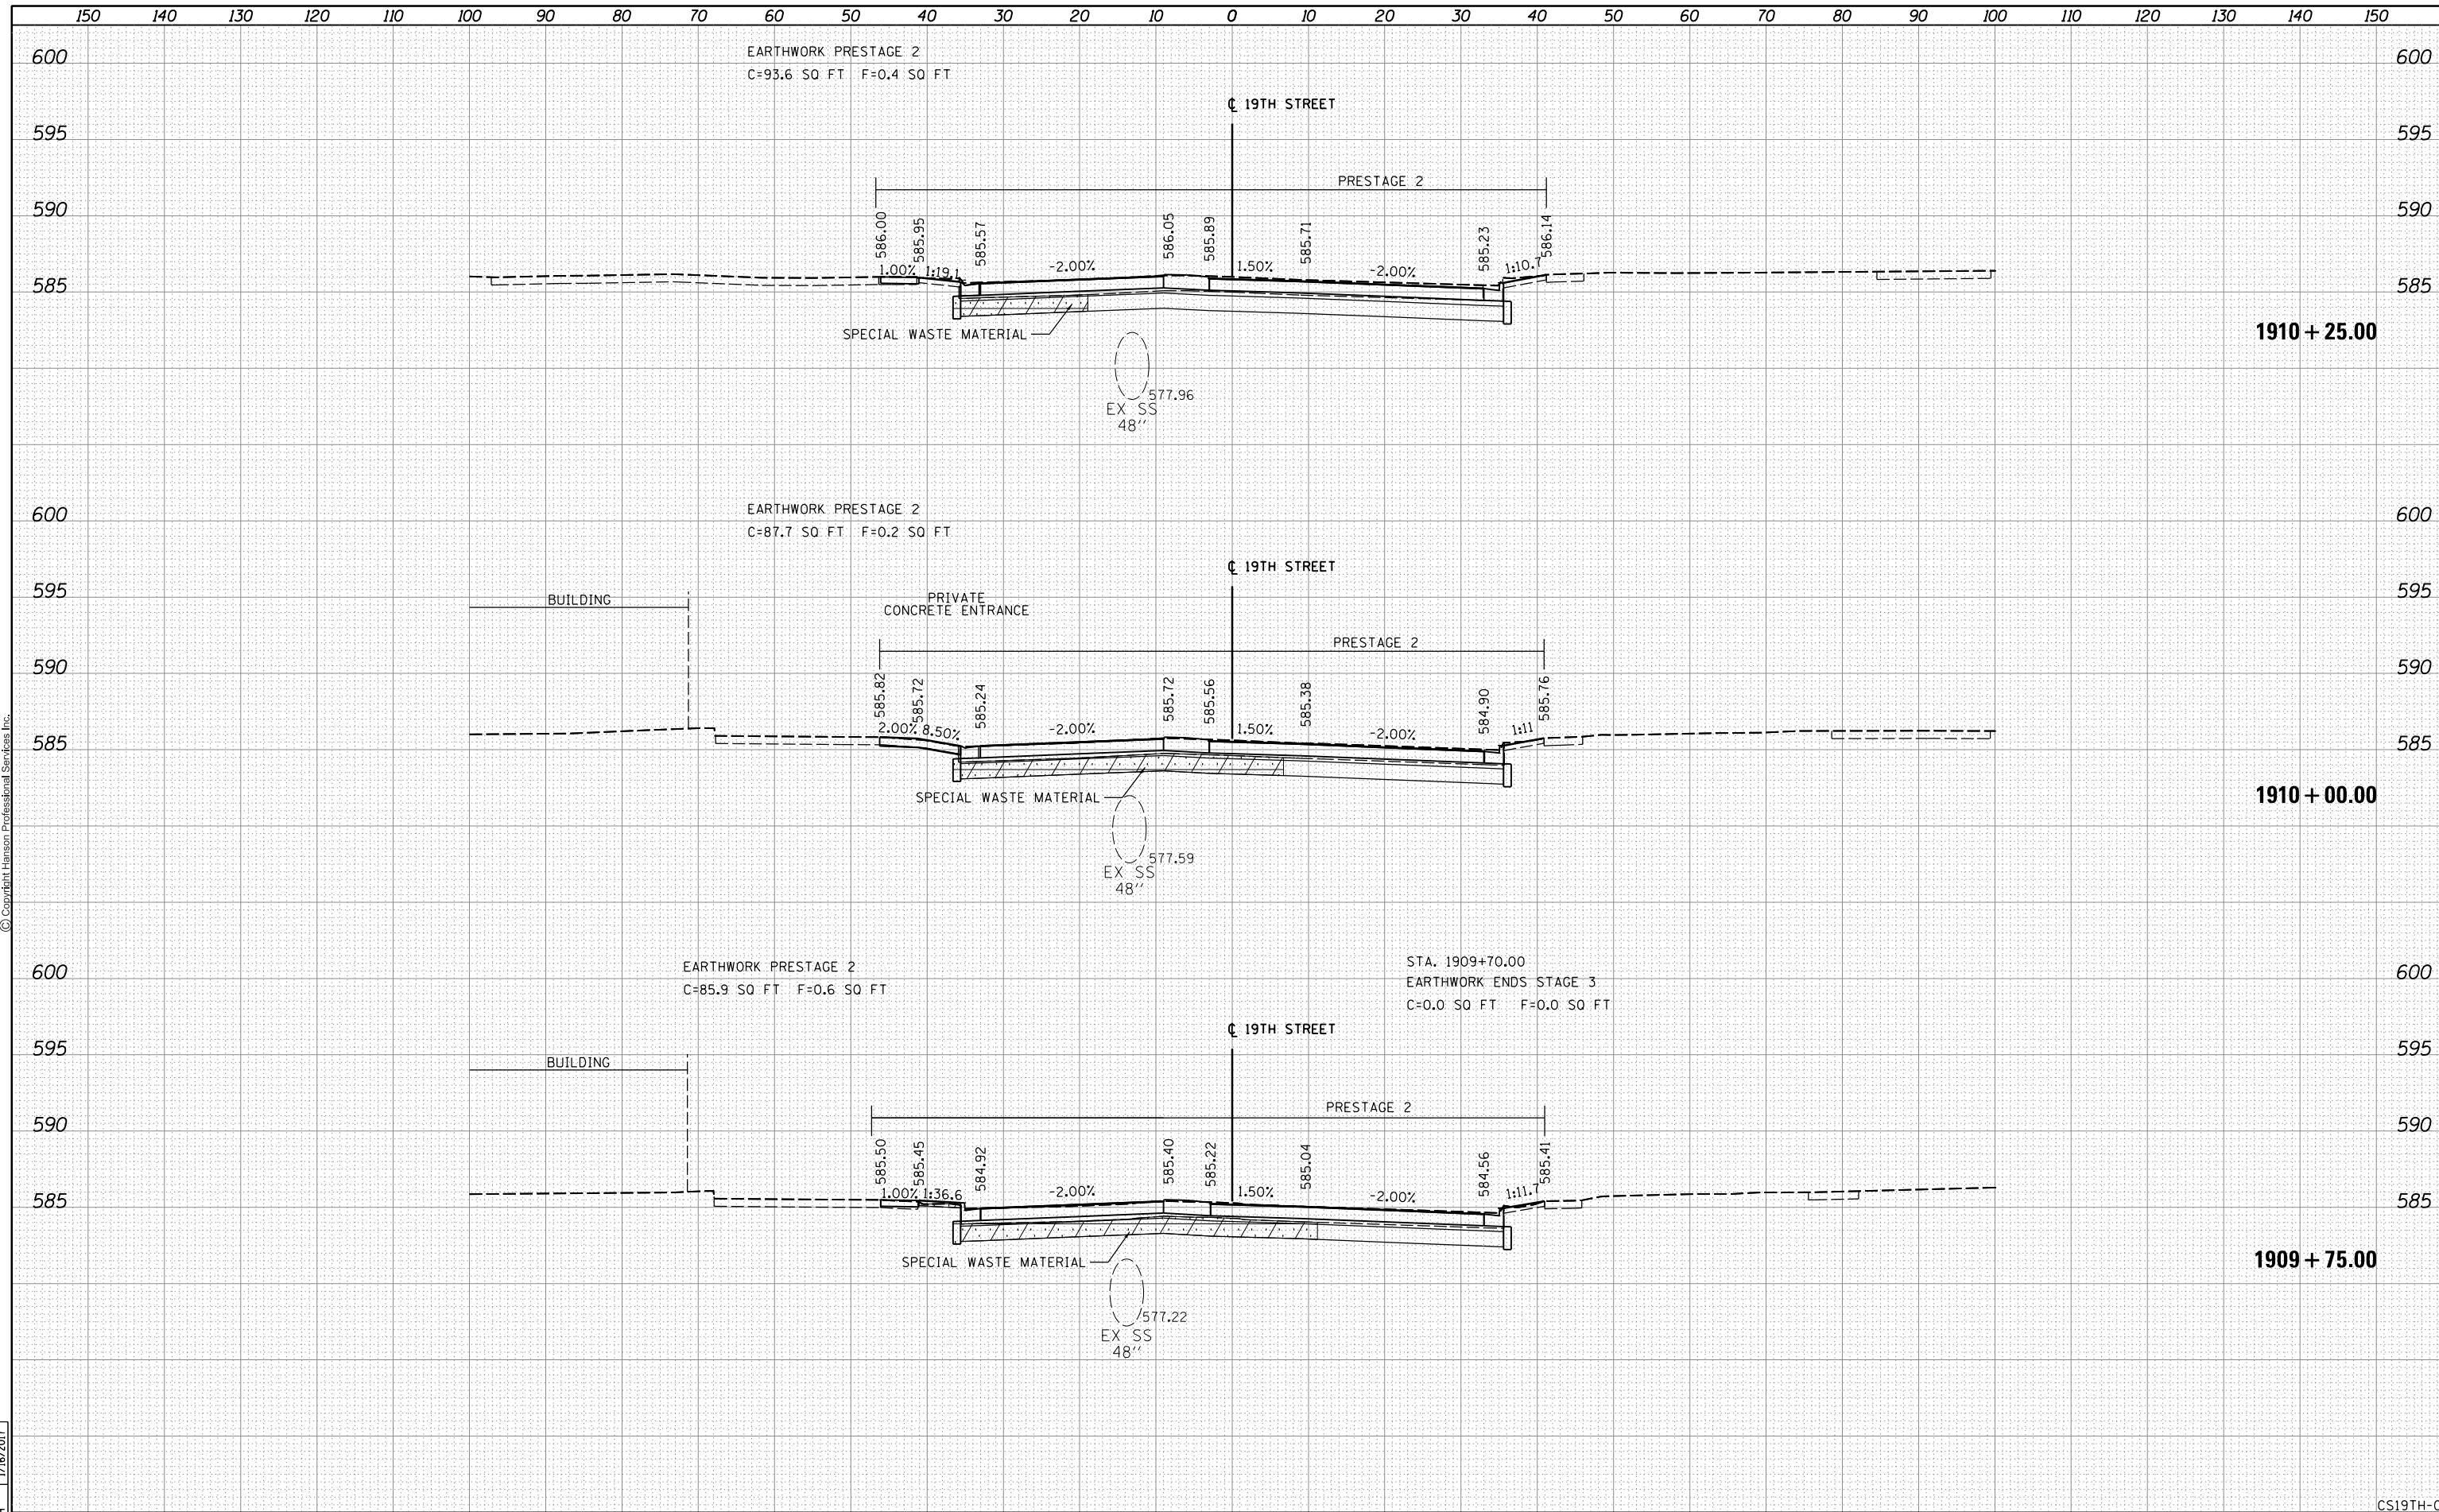 150 140 130 120 110 100 90 80 70 60 50 40 30 20 10 0 10 20 30 40 50 60 70 80 90 100 110 120 130 140 150
EARTHWORK PRESTAGE 2
600 600
C=93.6 SQ FT F=0.4 SQ FT
℄ 19TH STREET
595 595
PRESTAGE 2
590 590
586.00 585.95 585.57 586.05 585.89 585.71 585.23 586.14
1.00% 1:19.1 -2.00% 1.50% -2.00% 1:10.7
585 585
SPECIAL WASTE MATERIAL
1910+25.00
577.96
EX SS
48''
EARTHWORK PRESTAGE 2
600 600
C=87.7 SQ FT F=0.2 SQ FT
℄ 19TH STREET
595 595
BUILDING
PRIVATE
CONCRETE ENTRANCE
PRESTAGE 2
590 590
585.82 585.72 585.24 585.72 585.56 585.38 584.90 585.76
2.00% 8.50% -2.00% 1.50% -2.00% 1:11
585 585
SPECIAL WASTE MATERIAL
1910+00.00
577.59
EX SS
48''
© Copyright Hanson Professional Services Inc.
EARTHWORK PRESTAGE 2
600 600
C=85.9 SQ FT F=0.6 SQ FT
STA. 1909+70.00
EARTHWORK ENDS STAGE 3
C=0.0 SQ FT F=0.0 SQ FT
℄ 19TH STREET
595 595
BUILDING
PRESTAGE 2
590 590
585.50 585.45 584.92 585.40 585.22 585.04 584.56 585.41
1.00% 1:36.6 -2.00% 1.50% -2.00% 1:11.7
585 585
SPECIAL WASTE MATERIAL
1909+75.00
577.22
EX SS
48''